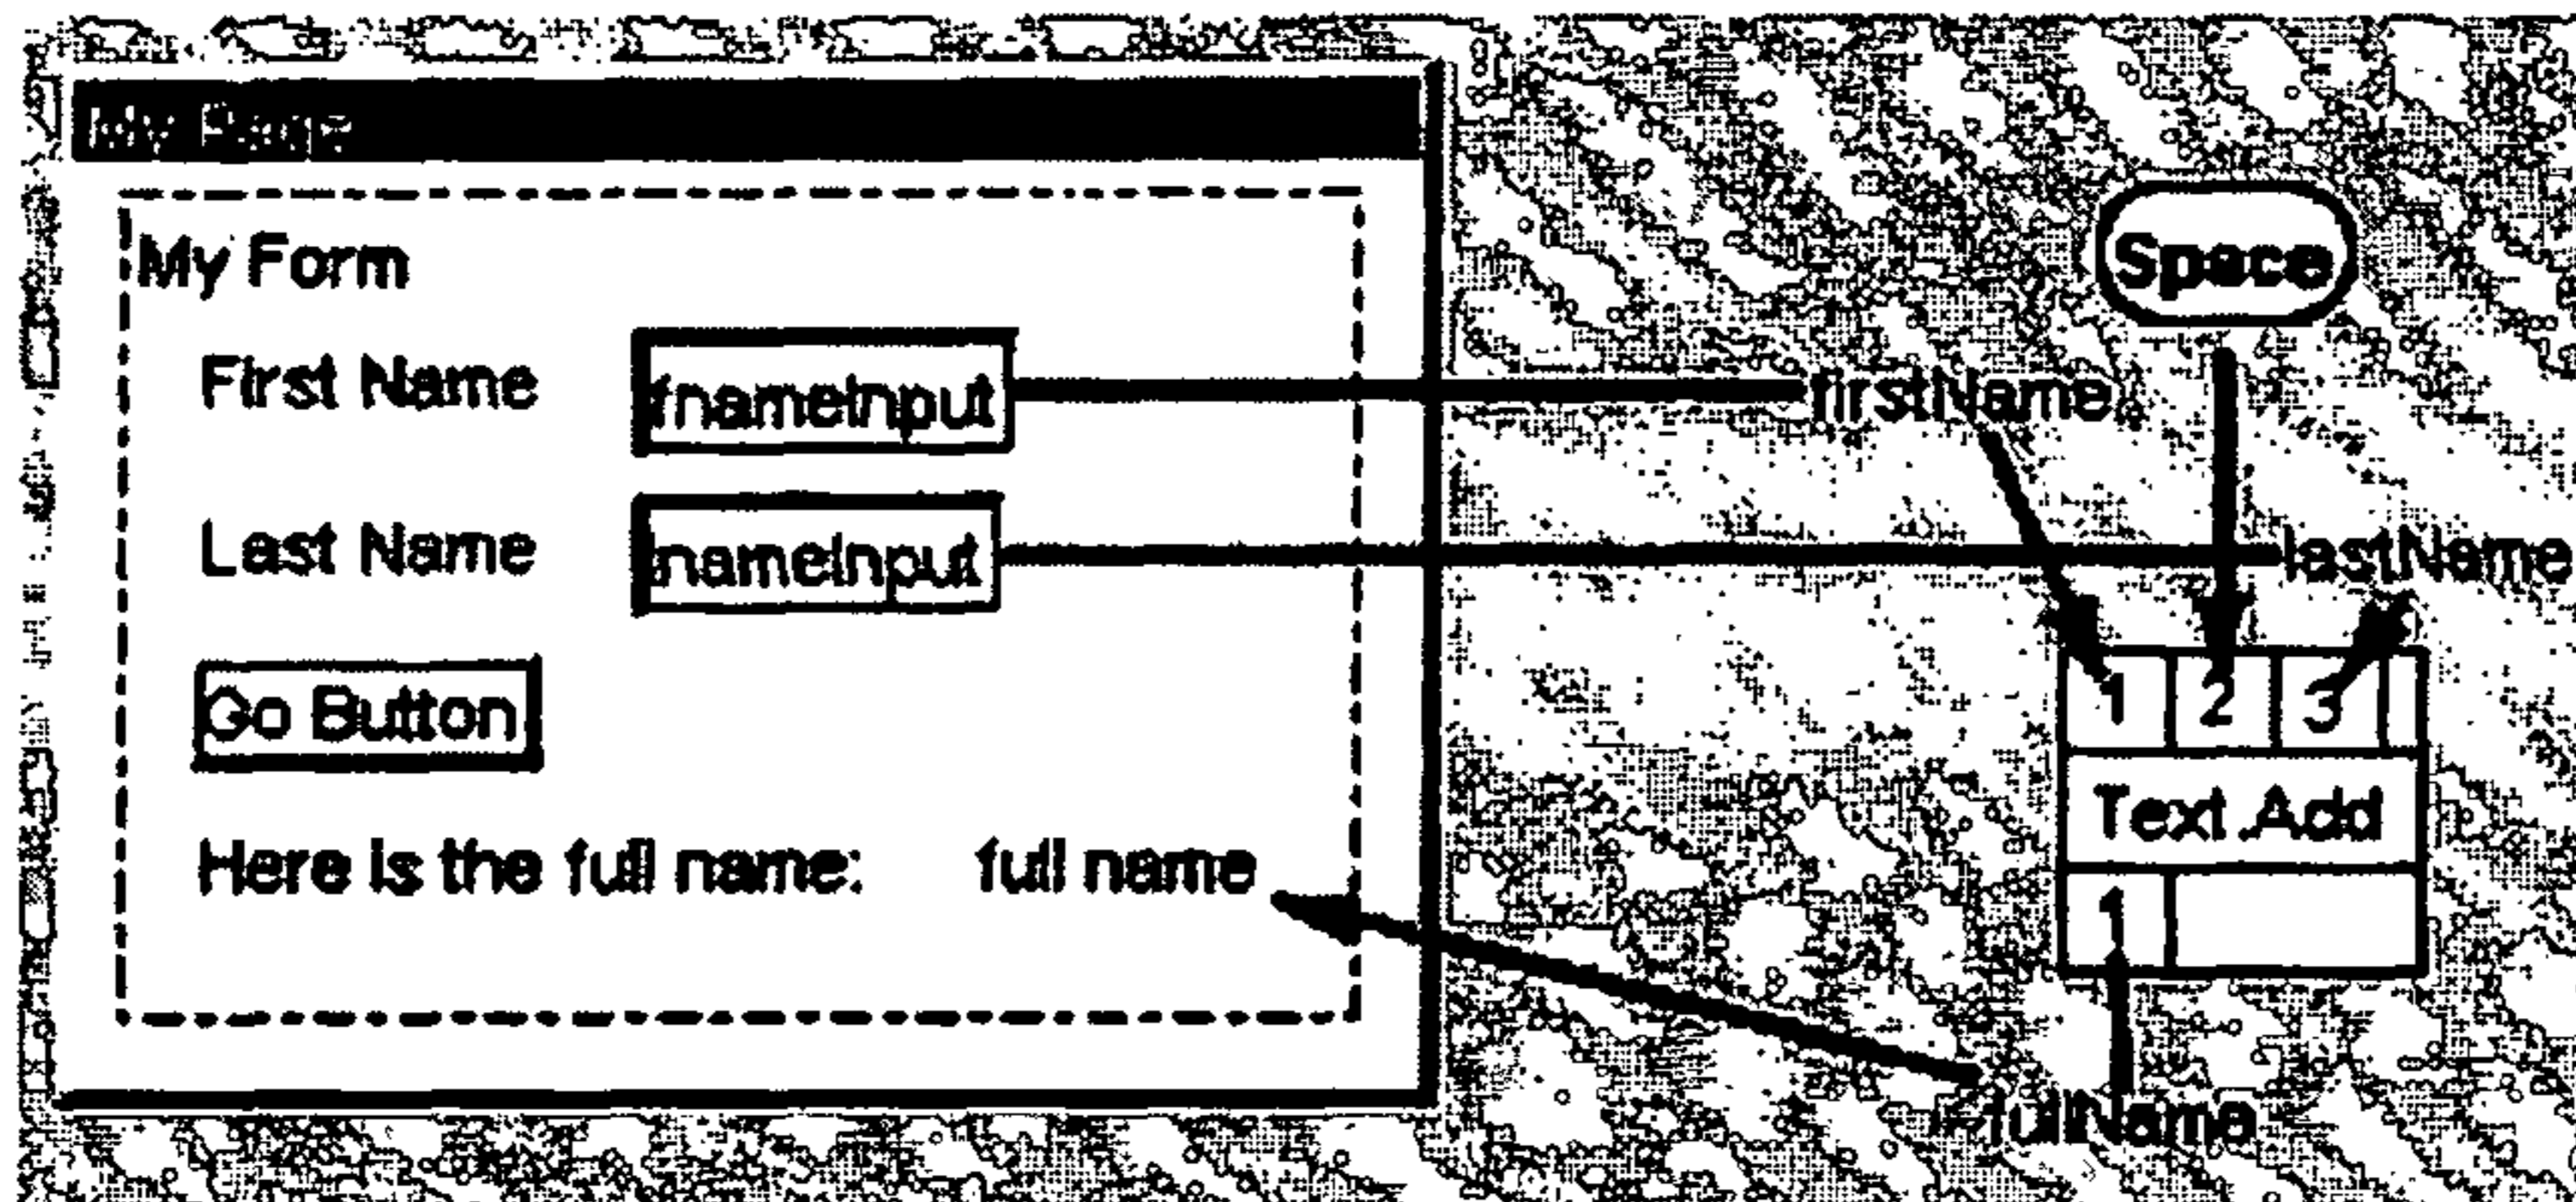 My Page
My Form
Space
First Name
fnameInput
firstName
Last Name
lnameInput
lastName
Go Button
1 2 3
Text.Add
Here is the full name: full name
1
fullName